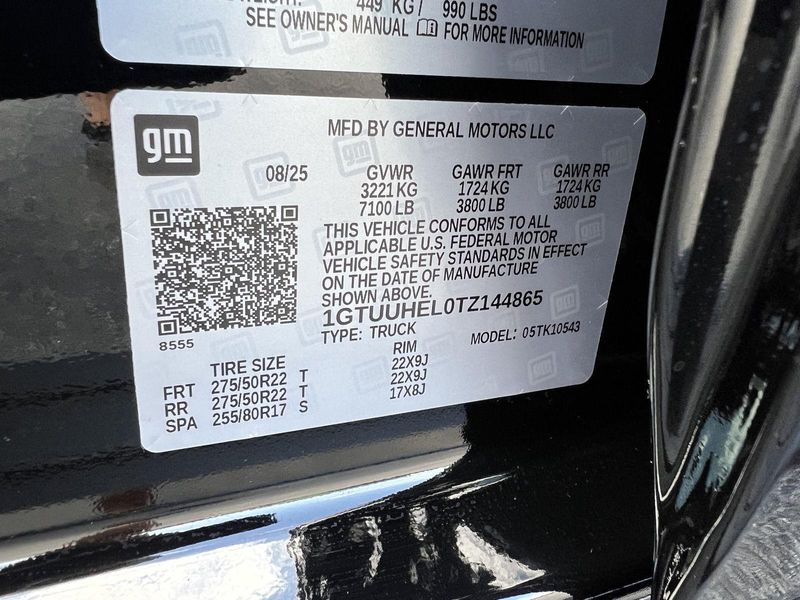 449 KG / 990 LBS
SEE OWNER'S MANUAL FOR MORE INFORMATION
gm
MFD BY GENERAL MOTORS LLC
08/25 GVWR GAWR FRT GAWR RR
3221 KG 1724 KG 1724 KG
7100 LB 3800 LB 3800 LB
THIS VEHICLE CONFORMS TO ALL
APPLICABLE U.S. FEDERAL MOTOR
VEHICLE SAFETY STANDARDS IN EFFECT
ON THE DATE OF MANUFACTURE
SHOWN ABOVE.
1GTUUHEL0TZ144865
8555
TYPE: TRUCK MODEL: 05TK10543
TIRE SIZE RIM
FRT 275/50R22 T 22X9J
RR 275/50R22 T 22X9J
SPA 255/80R17 S 17X8J